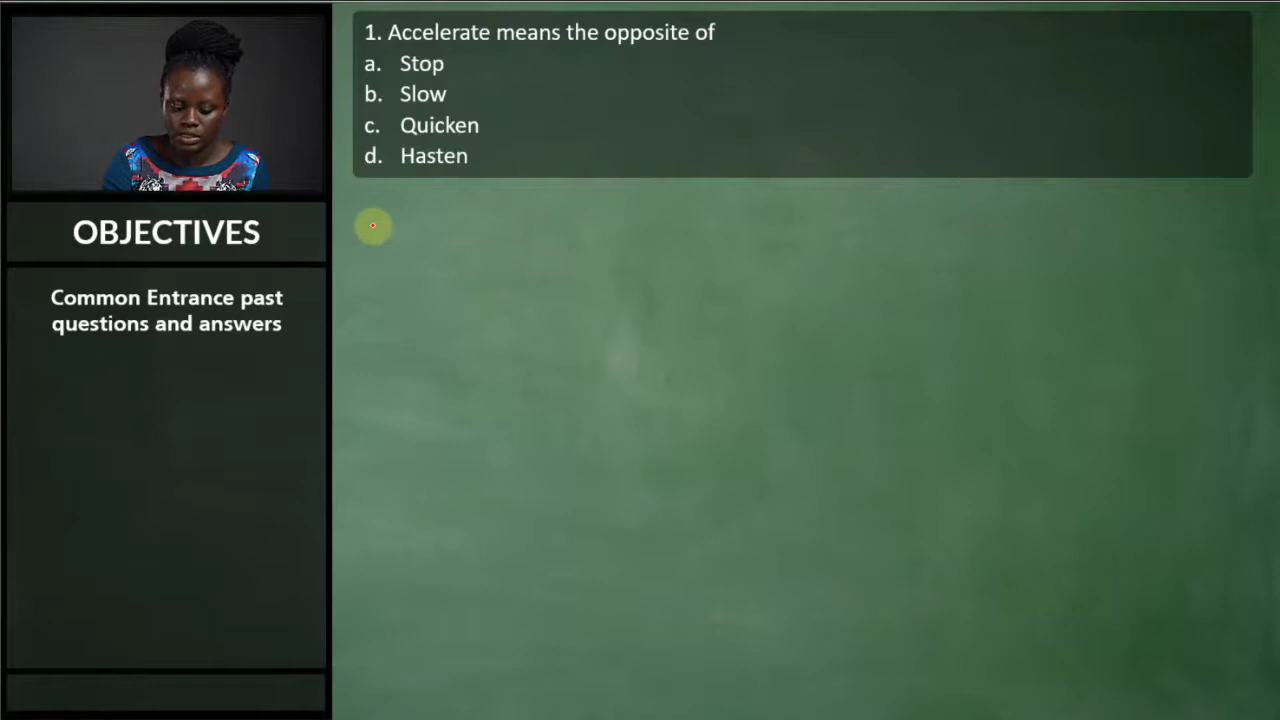 1. Accelerate means the opposite of
a. Stop
b. Slow
c. Quicken
d. Hasten
OBJECTIVES
Common Entrance past
questions and answers